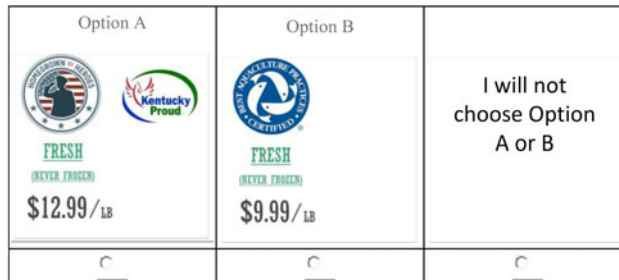 Option A
HOMEGROWN BY HEROES
Kentucky
Proud
FRESH
(NEVER FROZEN)
$12.99/LB
Option B
BEST AQUACULTURE PRACTICES
CERTIFIED
®
FRESH
(NEVER FROZEN)
$9.99/LB
I will not
choose Option
A or B